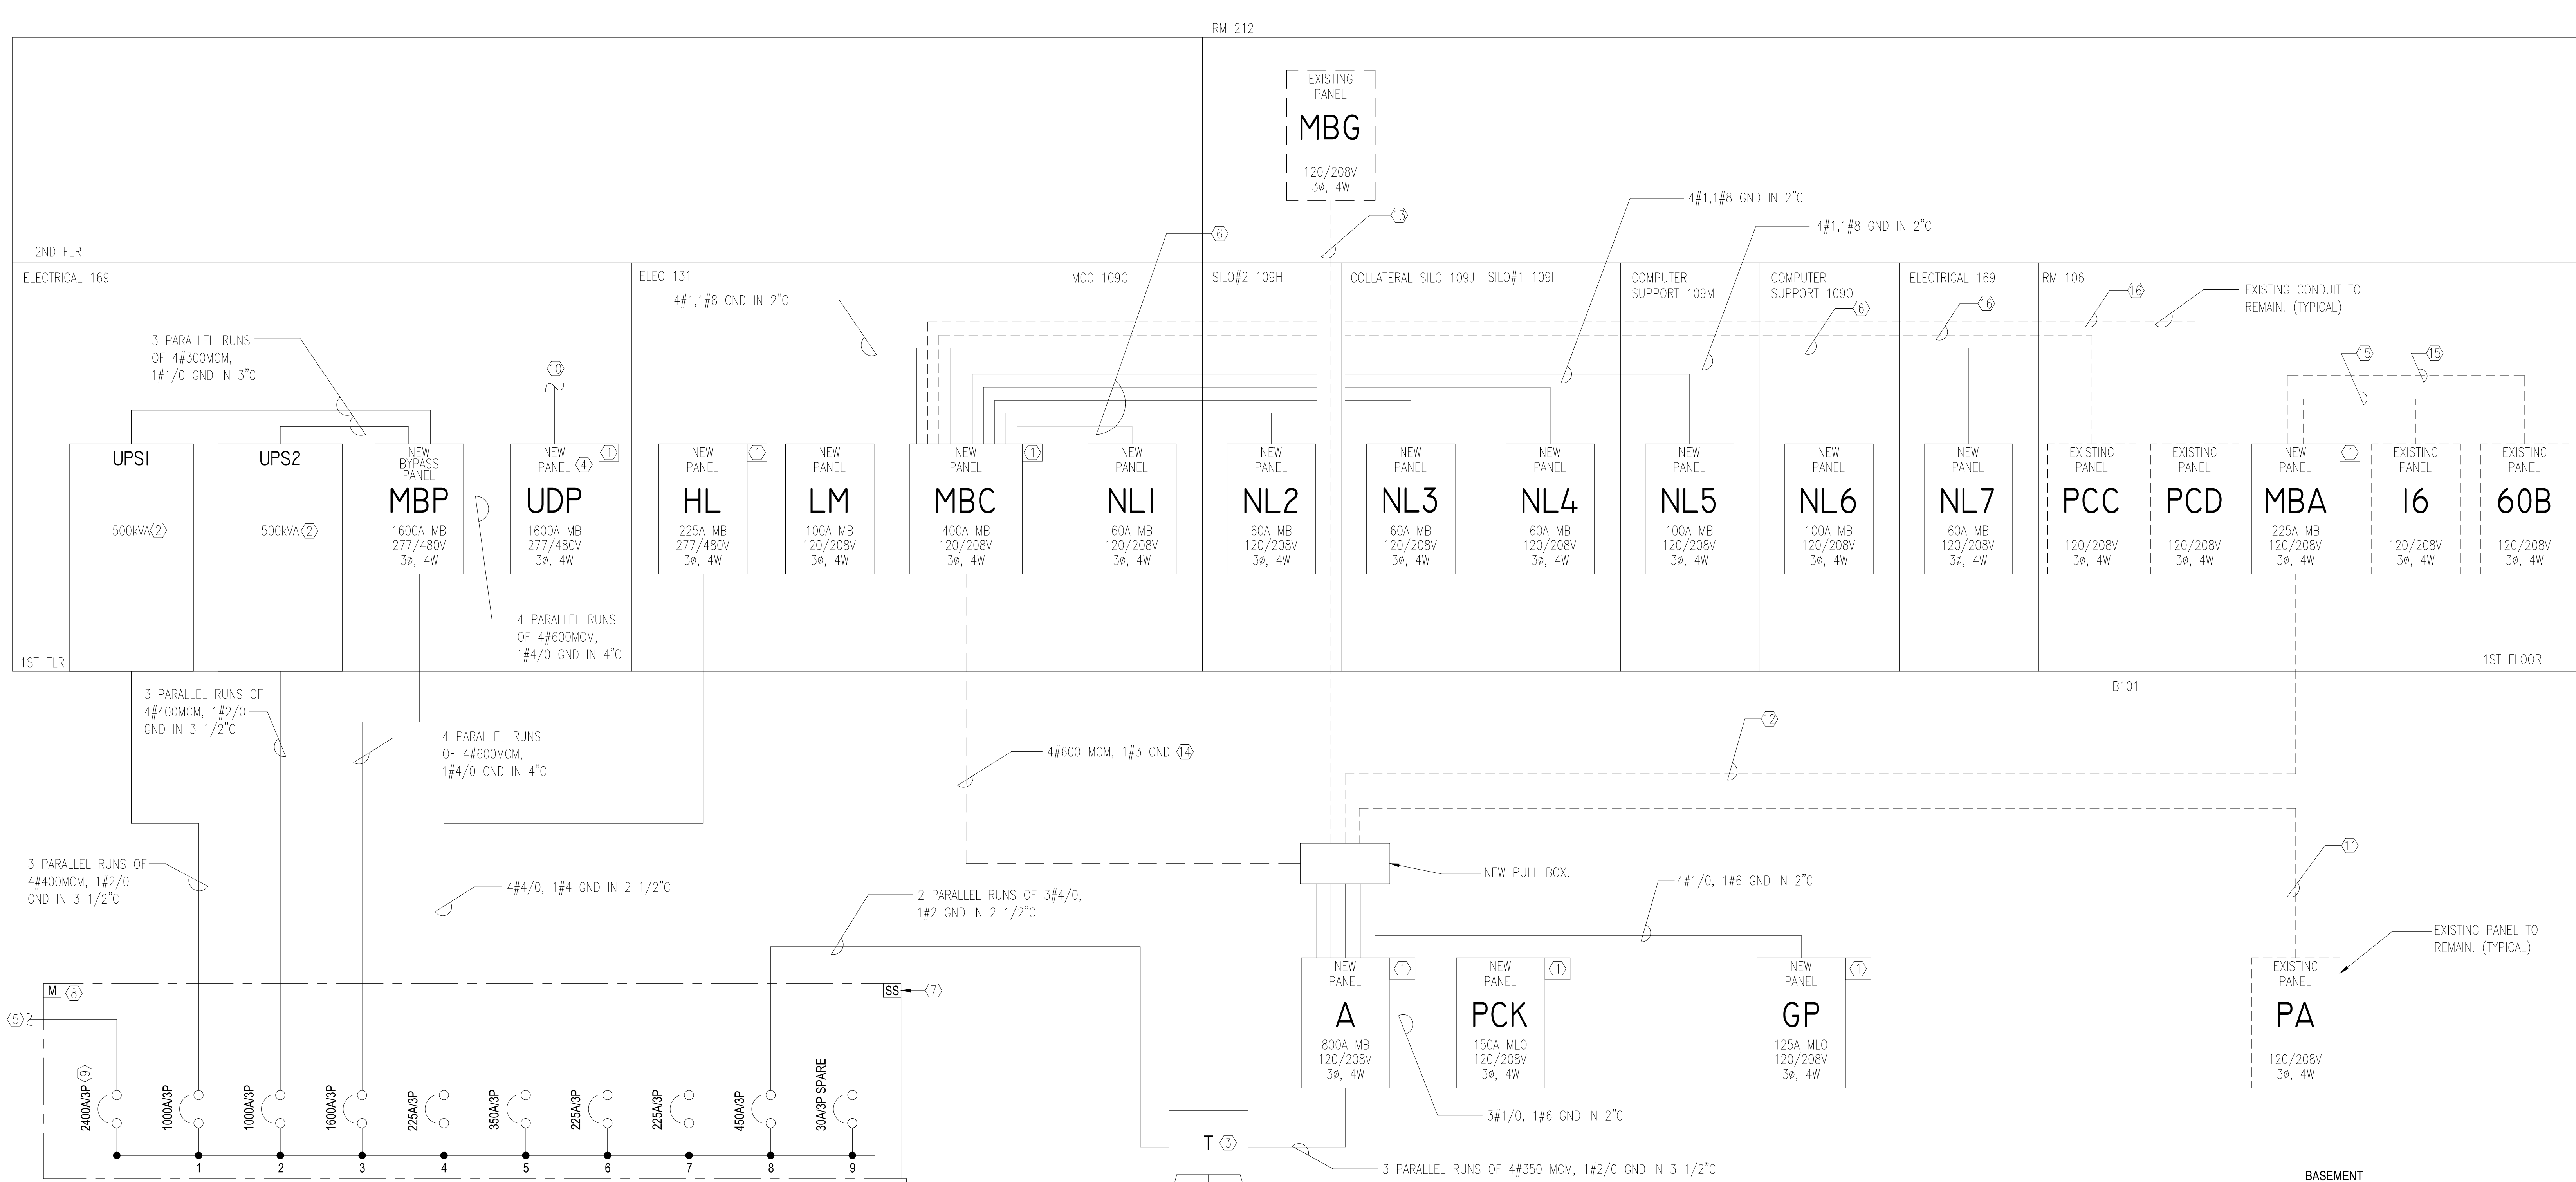 RM 212
EXISTING
PANEL
MBG
120/208V
3ø, 4W
13
6
4#1,1#8 GND IN 2"C
4#1,1#8 GND IN 2"C
2ND FLR
ELECTRICAL 169
ELEC 131
MCC 109C
SILO#2 109H
COLLATERAL SILO 109J
SILO#1 109I
COMPUTER
SUPPORT 109M
COMPUTER
SUPPORT 109O
ELECTRICAL 169
RM 106
4#1,1#8 GND IN 2"C
6
16
16
EXISTING CONDUIT TO
REMAIN. (TYPICAL)
3 PARALLEL RUNS
OF 4#300MCM,
1#1/0 GND IN 3"C
10
15
15
UPS1
500kVA 2
UPS2
500kVA 2
NEW
BYPASS
PANEL
MBP
1600A MB
277/480V
3ø, 4W
NEW
PANEL 4
1
UDP
1600A MB
277/480V
3ø, 4W
NEW
PANEL
1
HL
225A MB
277/480V
3ø, 4W
NEW
PANEL
LM
100A MB
120/208V
3ø, 4W
NEW
PANEL
1
MBC
400A MB
120/208V
3ø, 4W
NEW
PANEL
NL1
60A MB
120/208V
3ø, 4W
NEW
PANEL
NL2
60A MB
120/208V
3ø, 4W
NEW
PANEL
NL3
60A MB
120/208V
3ø, 4W
NEW
PANEL
NL4
60A MB
120/208V
3ø, 4W
NEW
PANEL
NL5
100A MB
120/208V
3ø, 4W
NEW
PANEL
NL6
100A MB
120/208V
3ø, 4W
NEW
PANEL
NL7
60A MB
120/208V
3ø, 4W
EXISTING
PANEL
PCC
120/208V
3ø, 4W
EXISTING
PANEL
PCD
120/208V
3ø, 4W
NEW
PANEL
1
MBA
225A MB
120/208V
3ø, 4W
EXISTING
PANEL
16
120/208V
3ø, 4W
EXISTING
PANEL
60B
120/208V
3ø, 4W
4 PARALLEL RUNS
OF 4#600MCM,
1#4/0 GND IN 4"C
1ST FLR
1ST FLOOR
3 PARALLEL RUNS OF
4#400MCM, 1#2/0
GND IN 3 1/2"C
B101
12
4 PARALLEL RUNS
OF 4#600MCM,
1#4/0 GND IN 4"C
4#600 MCM, 1#3 GND 14
3 PARALLEL RUNS OF
4#400MCM, 1#2/0
GND IN 3 1/2"C
4#4/0, 1#4 GND IN 2 1/2"C
2 PARALLEL RUNS OF 3#4/0,
1#2 GND IN 2 1/2"C
NEW PULL BOX.
4#1/0, 1#6 GND IN 2"C
11
EXISTING PANEL TO
REMAIN. (TYPICAL)
M 8
SS
7
5
NEW
PANEL
1
A
800A MB
120/208V
3ø, 4W
NEW
PANEL
1
PCK
150A MLO
120/208V
3ø, 4W
NEW
PANEL
1
GP
125A MLO
120/208V
3ø, 4W
EXISTING
PANEL
PA
120/208V
3ø, 4W
2400A/3P 9
1000A/3P
1000A/3P
1600A/3P
225A/3P
350A/3P
225A/3P
225A/3P
450A/3P
30A/3P SPARE
1
2
3
4
5
6
7
8
9
3#1/0, 1#6 GND IN 2"C
T 3
3 PARALLEL RUNS OF 4#350 MCM, 1#2/0 GND IN 3 1/2"C
BASEMENT